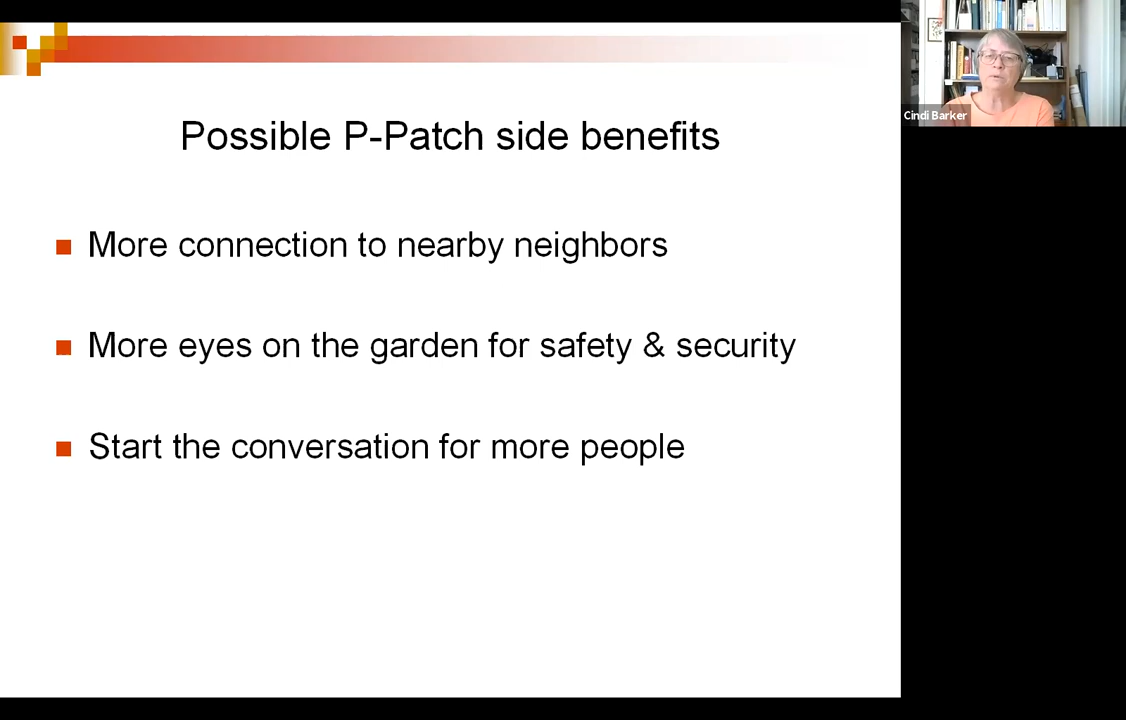 Possible P-Patch side benefits
More connection to nearby neighbors
More eyes on the garden for safety & security
Start the conversation for more people
Cindi Barker